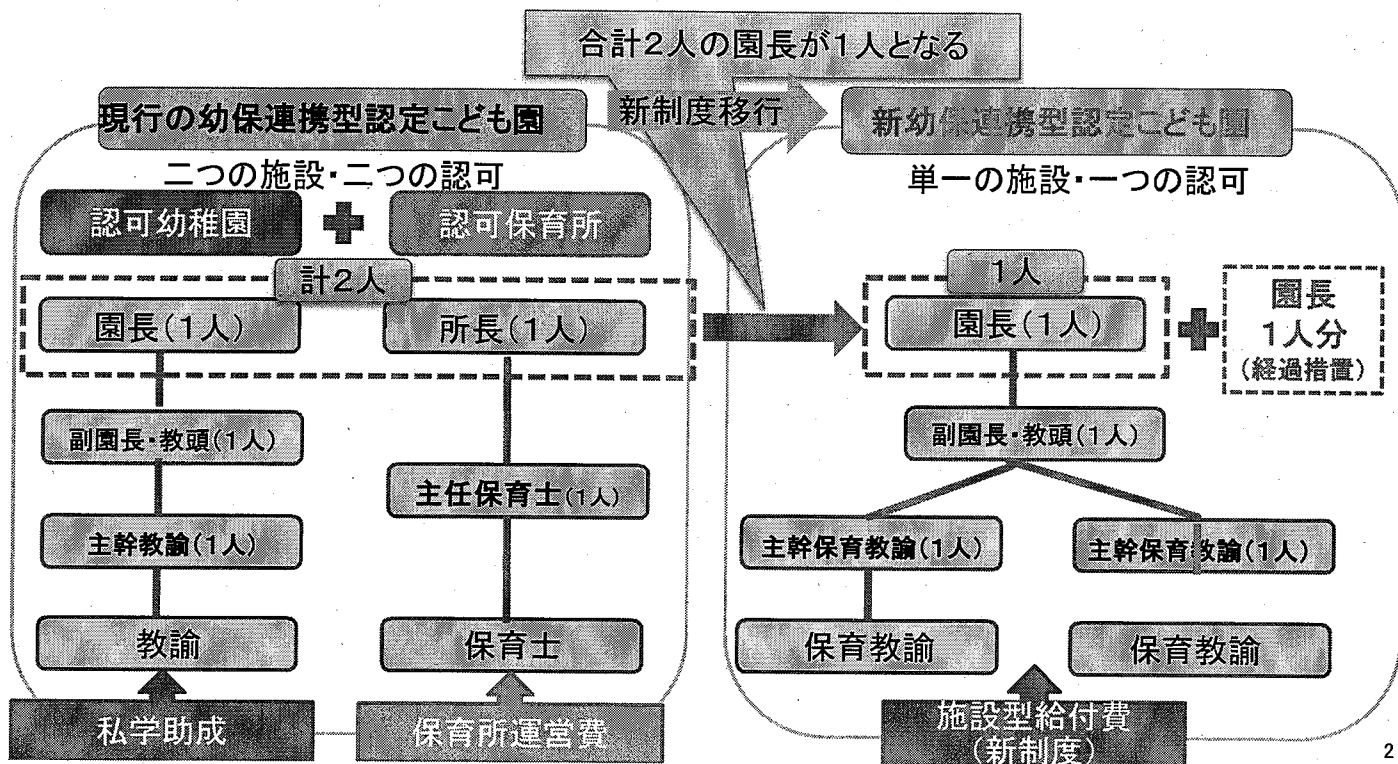 合計2人の園長が1人となる
現行の幼保連携型認定こども園
新制度移行
新幼保連携型認定こども園
二つの施設・二つの認可
単一の施設・一つの認可
認可幼稚園
認可保育所
計2人
園長(1人)
所長(1人)
1人
園長(1人)
園長
1人分
(経過措置)
副園長・教頭(1人)
主任保育士(1人)
副園長・教頭(1人)
主幹教諭(1人)
主幹保育教諭(1人)
主幹保育教諭(1人)
教諭
保育士
保育教諭
保育教諭
私学助成
保育所運営費
施設型給付費
(新制度)
2